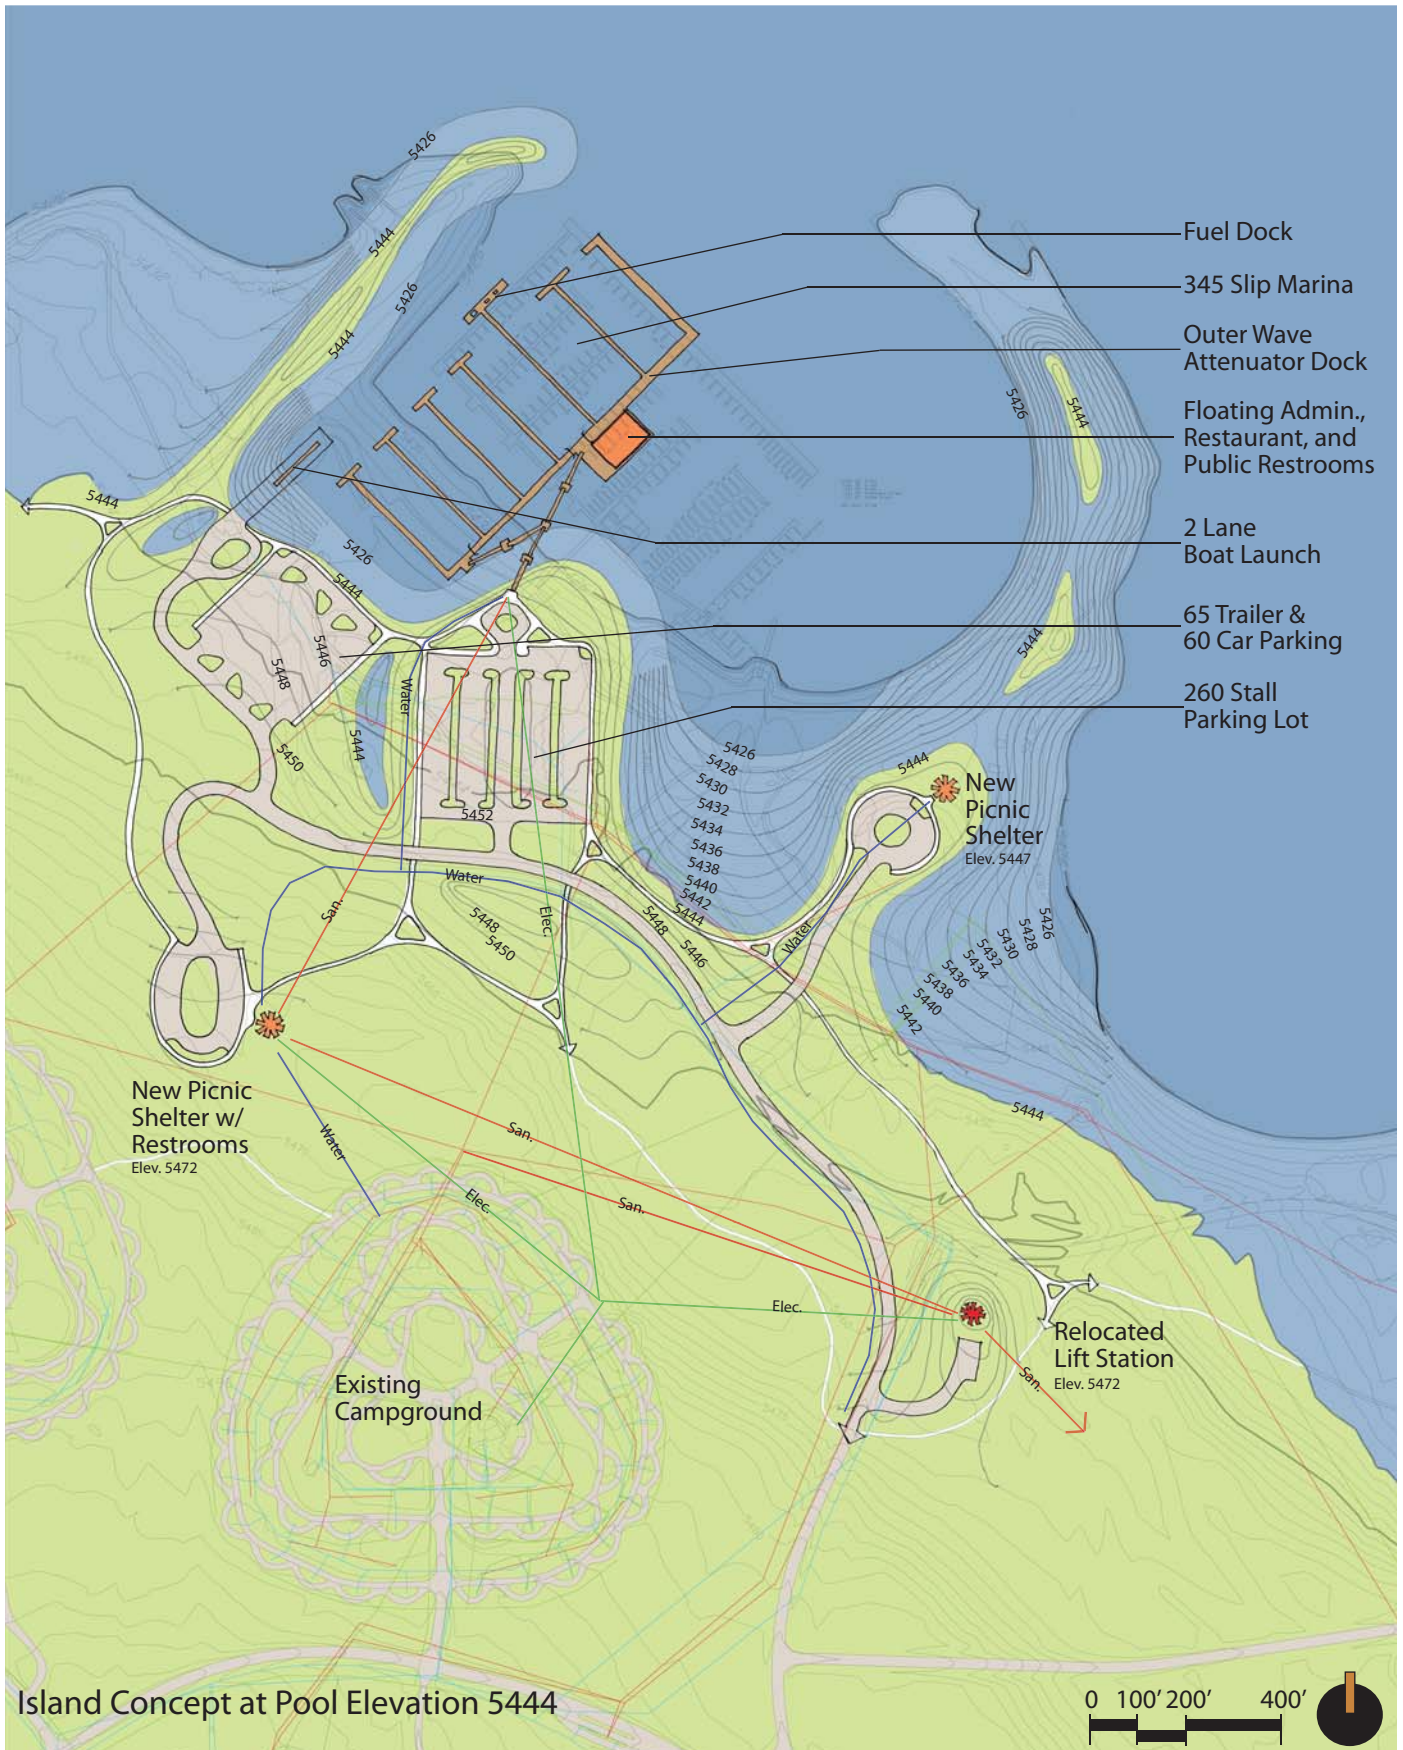 5426
5444
5426
5444
Fuel Dock
345 Slip Marina
Outer Wave
Attenuator Dock
5426
5444
Floating Admin.,
Restaurant, and
Public Restrooms
5444
5426
5444
2 Lane
Boat Launch
65 Trailer &
60 Car Parking
5446
5448
5444
Water
260 Stall
Parking Lot
5444
5450
5452
5426
5428
5430
5432
5434
5436
5438
5440
5442
5444
5444
New
Picnic
Shelter
Elev. 5447
Water
San.
Elec.
5448
5450
5448
5446
Water
5426
5428
5430
5432
5434
5436
5438
5440
5442
5444
New Picnic
Shelter w/
Restrooms
Elev. 5472
Water
San.
Elec.
San.
Elec.
Relocated
Lift Station
Elev. 5472
San.
Existing
Campground
Island Concept at Pool Elevation 5444
0 100' 200' 400'